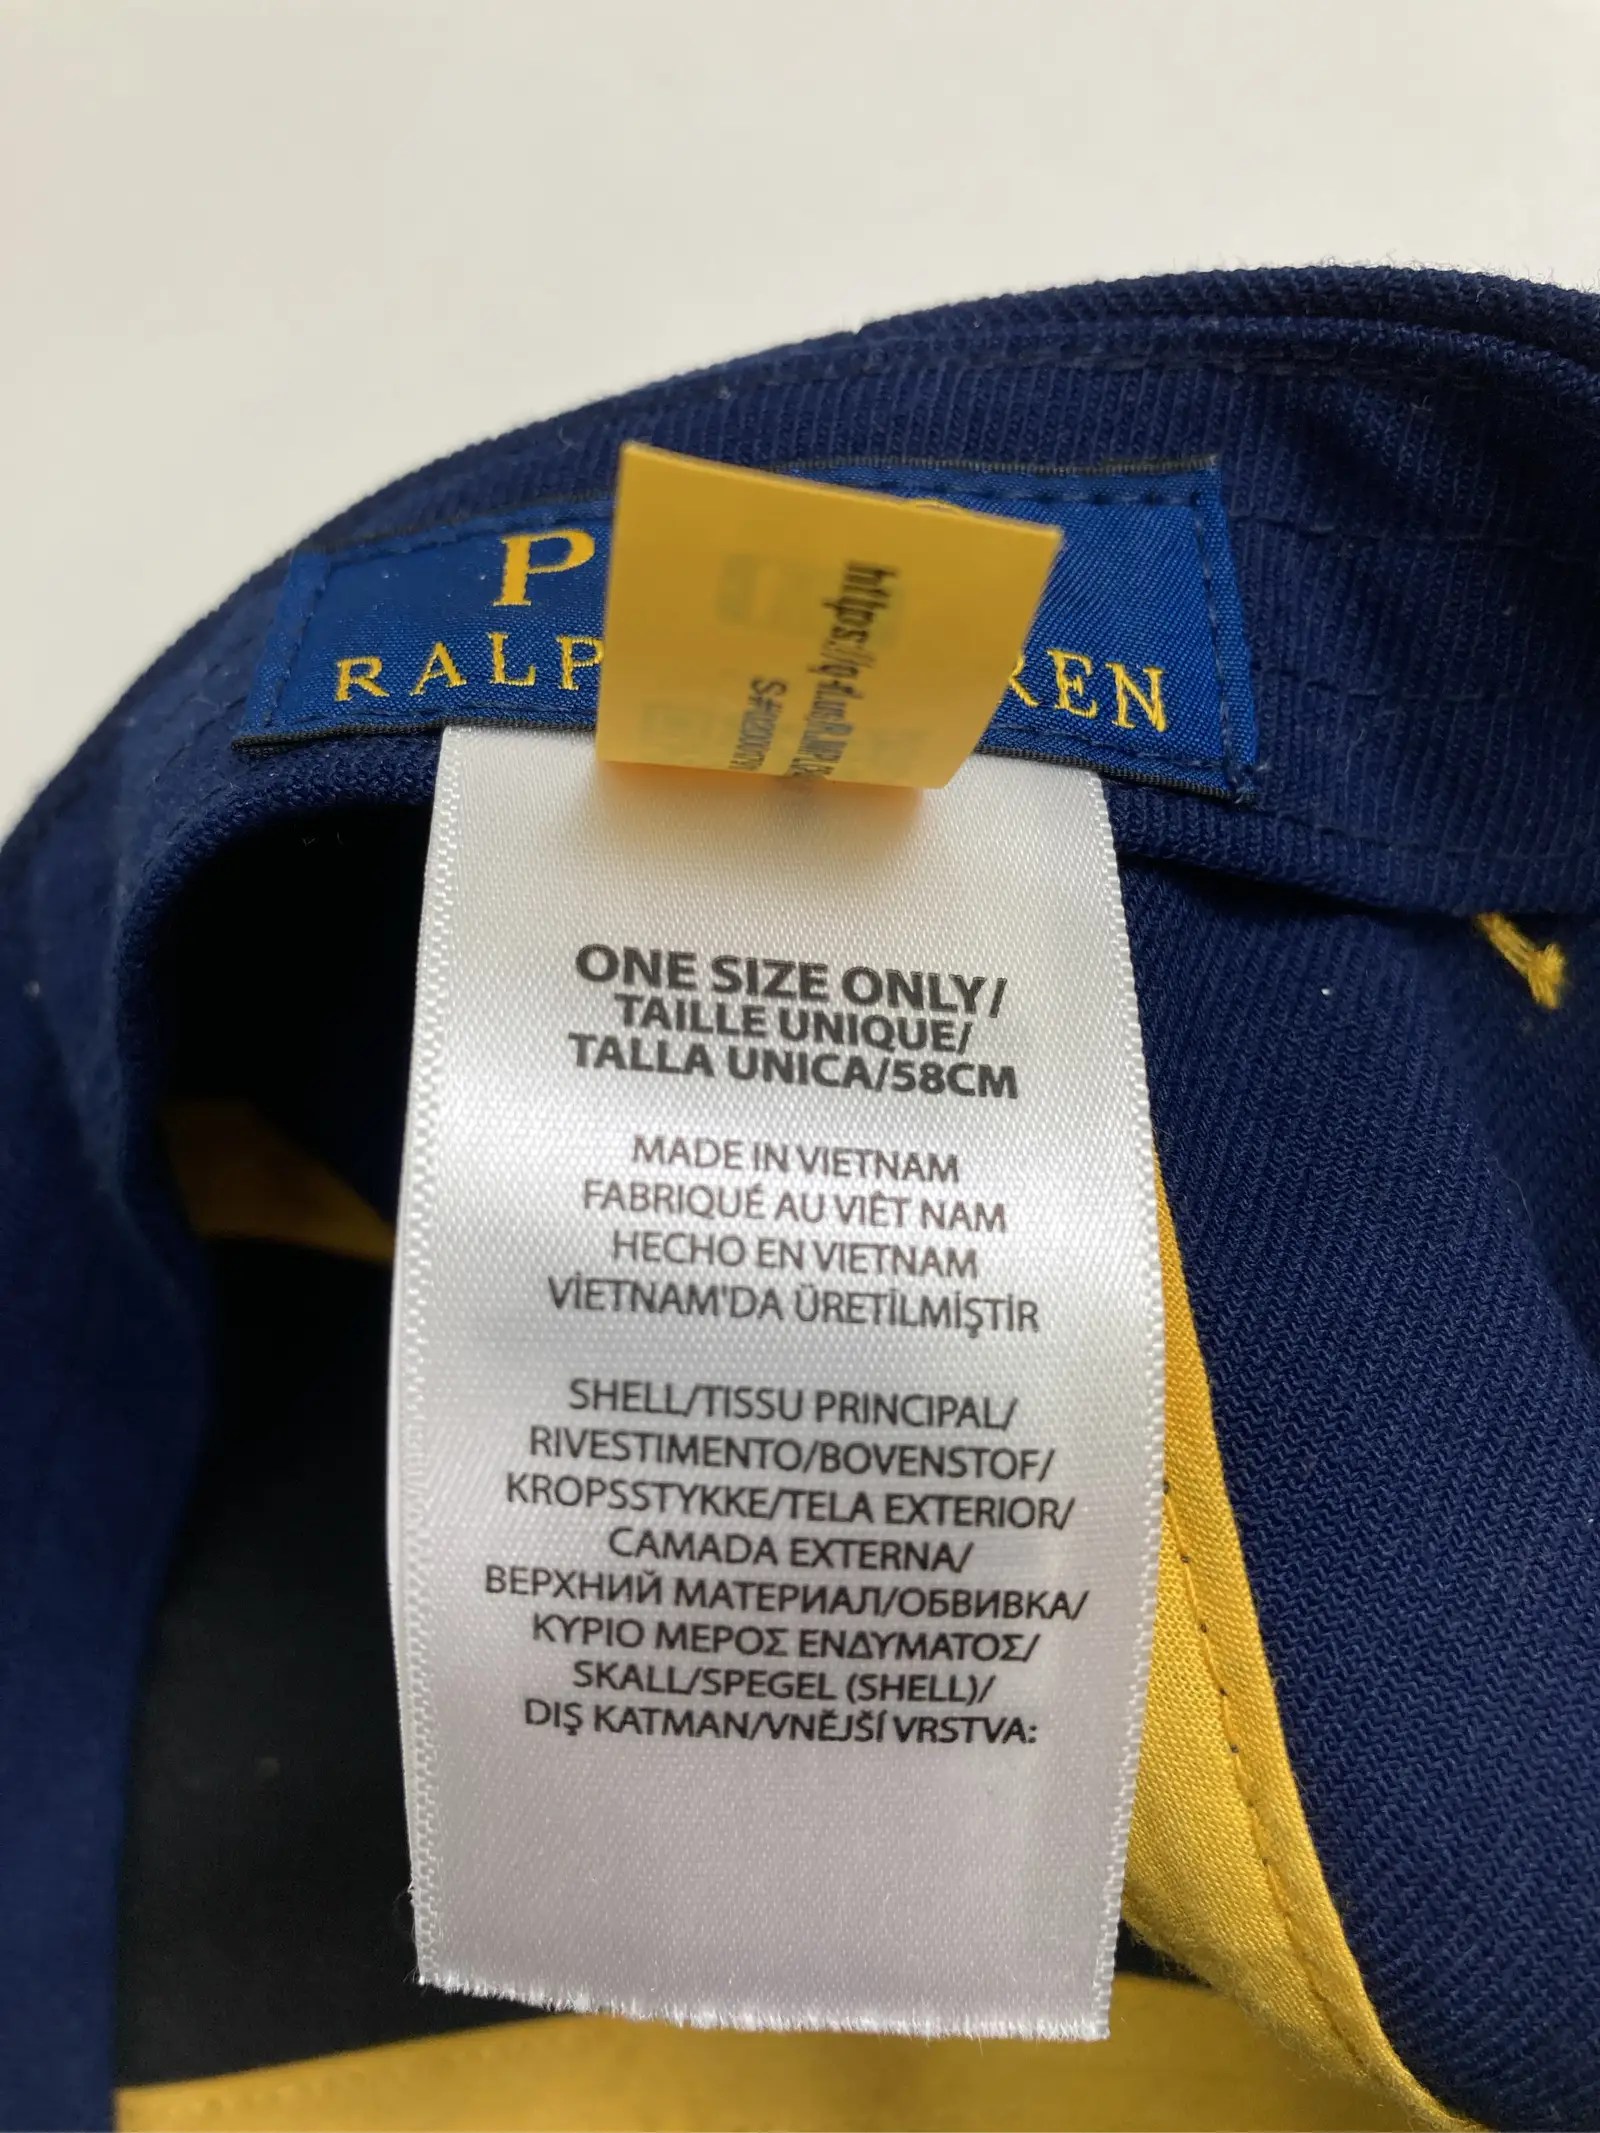 P
RALP
REN
ONE SIZE ONLY/
TAILLE UNIQUE/
TALLA UNICA/58CM
MADE IN VIETNAM
FABRIQUÉ AU VIÊT NAM
HECHO EN VIETNAM
VİETNAM'DA ÜRETİLMİŞTİR
SHELL/TISSU PRINCIPAL/
RIVESTIMENTO/BOVENSTOF/
KROPSSTYKKE/TELA EXTERIOR/
CAMADA EXTERNA/
ВЕРХНИЙ МАТЕРИАЛ/ОБВИВКА/
ΚΥΡΙΟ ΜΕΡΟΣ ΕΝΔΥΜΑΤΟΣ/
SKALL/SPEGEL (SHELL)/
DIŞ KATMAN/VNĚJŠÍ VRSTVA: